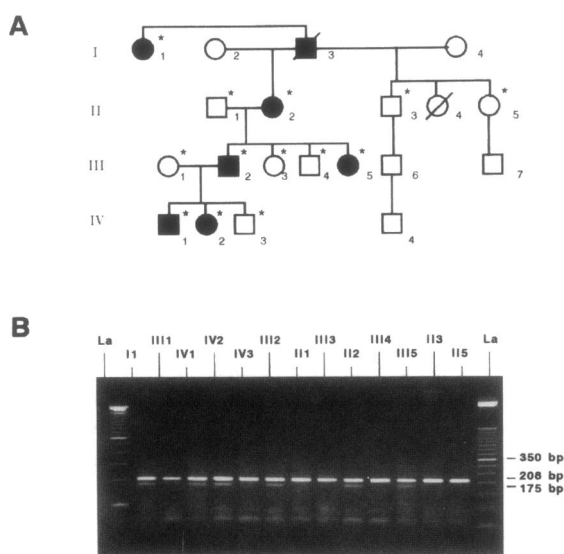 A
I * 1 2 3 4
II * 1 * 2 * 3 4 * 5
III * 1 * 2 * 3 * 4 * 5 6 7
IV * 1 * 2 * 3 4
B
La III1 IV2 III2 III3 III4 II3 La
I1 IV1 IV3 II1 II2 III5 II5
350 bp
208 bp
175 bp